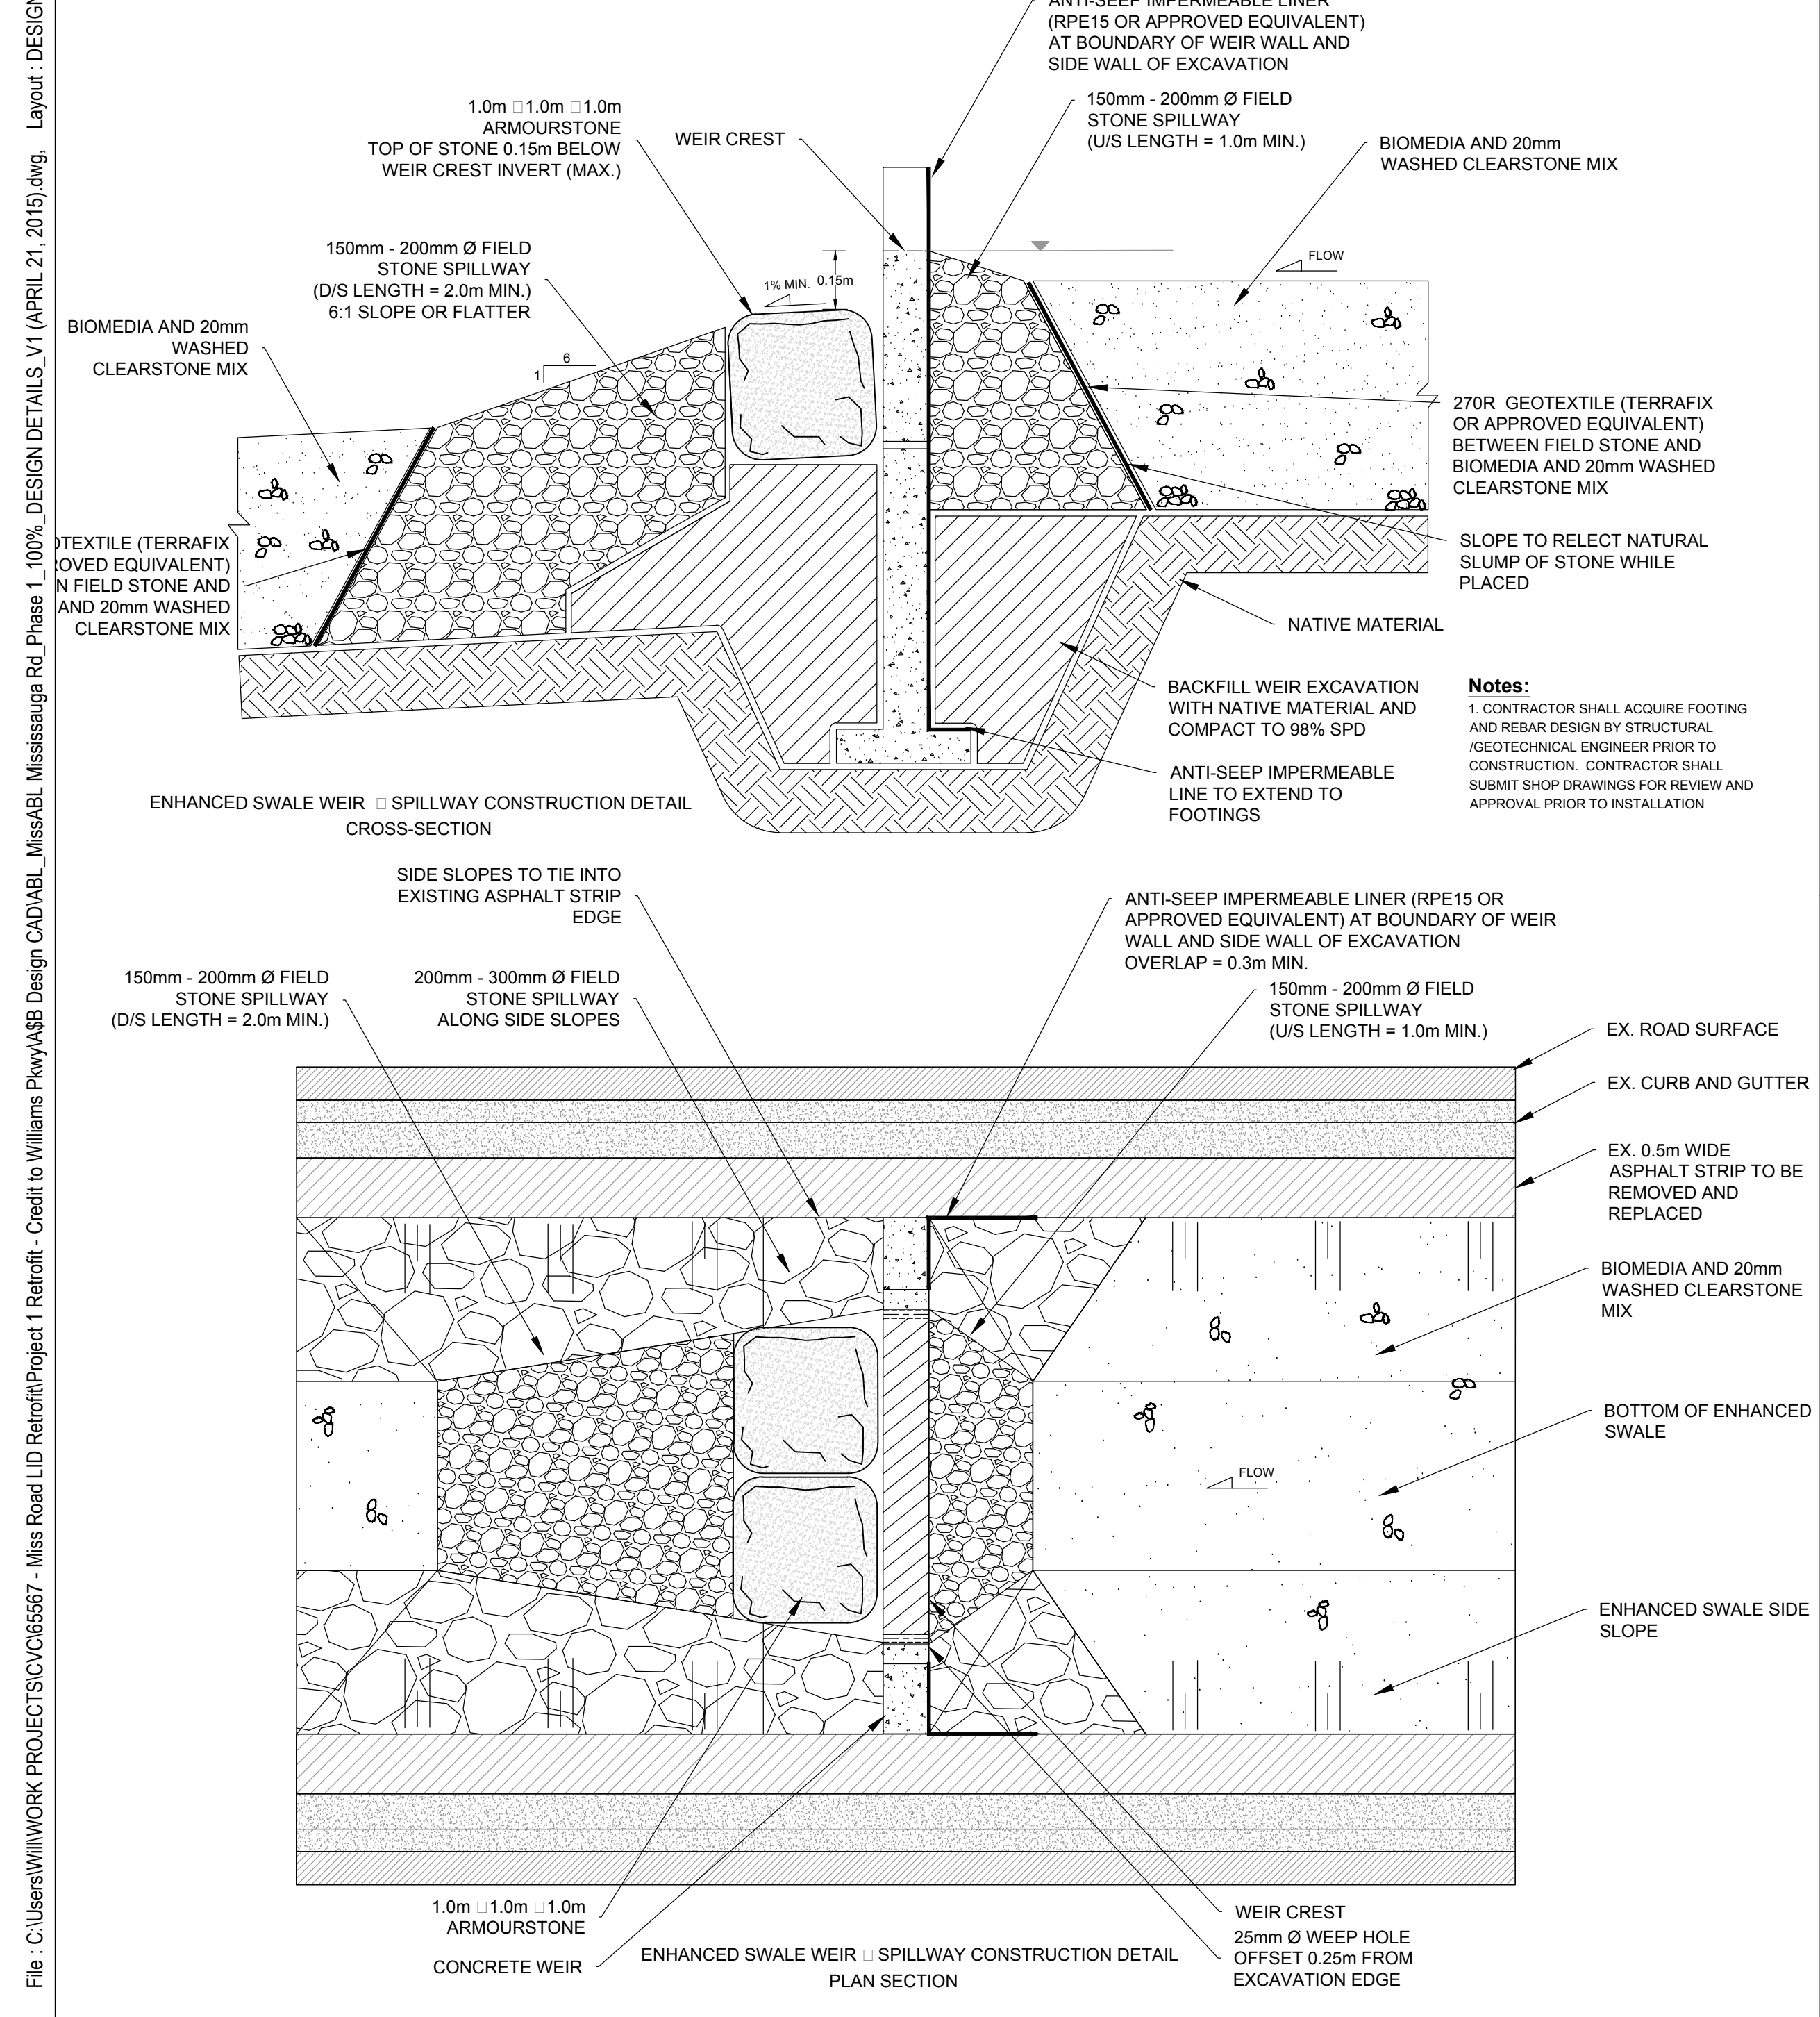 File : C:\Users\Will\WORK PROJECTS\CVC\65567 - Miss Road LID Retrofit\Project 1 Retrofit - Credit to Williams Pkwy\A$B Design CAD\ABL_MissABL Mississauga Rd_Phase 1_100%_DESIGN DETAILS_V1 (APRIL 21, 2015).dwg, Layout : DESIGN
ANTI-SEEP IMPERMEABLE LINER
(RPE15 OR APPROVED EQUIVALENT)
AT BOUNDARY OF WEIR WALL AND
SIDE WALL OF EXCAVATION
1.0m □1.0m □1.0m
ARMOURSTONE
TOP OF STONE 0.15m BELOW
WEIR CREST INVERT (MAX.)
WEIR CREST
150mm - 200mm Ø FIELD
STONE SPILLWAY
(U/S LENGTH = 1.0m MIN.)
BIOMEDIA AND 20mm
WASHED CLEARSTONE MIX
150mm - 200mm Ø FIELD
STONE SPILLWAY
(D/S LENGTH = 2.0m MIN.)
6:1 SLOPE OR FLATTER
1% MIN.
0.15m
FLOW
BIOMEDIA AND 20mm
WASHED
CLEARSTONE MIX
6
1
270R GEOTEXTILE (TERRAFIX
OR APPROVED EQUIVALENT)
BETWEEN FIELD STONE AND
BIOMEDIA AND 20mm WASHED
CLEARSTONE MIX
OTEXTILE (TERRAFIX
ROVED EQUIVALENT)
N FIELD STONE AND
AND 20mm WASHED
CLEARSTONE MIX
SLOPE TO RELECT NATURAL
SLUMP OF STONE WHILE
PLACED
NATIVE MATERIAL
BACKFILL WEIR EXCAVATION
WITH NATIVE MATERIAL AND
COMPACT TO 98% SPD
ANTI-SEEP IMPERMEABLE
LINE TO EXTEND TO
FOOTINGS
Notes:
1. CONTRACTOR SHALL ACQUIRE FOOTING
AND REBAR DESIGN BY STRUCTURAL
/GEOTECHNICAL ENGINEER PRIOR TO
CONSTRUCTION. CONTRACTOR SHALL
SUBMIT SHOP DRAWINGS FOR REVIEW AND
APPROVAL PRIOR TO INSTALLATION
ENHANCED SWALE WEIR □ SPILLWAY CONSTRUCTION DETAIL
CROSS-SECTION
SIDE SLOPES TO TIE INTO
EXISTING ASPHALT STRIP
EDGE
ANTI-SEEP IMPERMEABLE LINER (RPE15 OR
APPROVED EQUIVALENT) AT BOUNDARY OF WEIR
WALL AND SIDE WALL OF EXCAVATION
OVERLAP = 0.3m MIN.
150mm - 200mm Ø FIELD
STONE SPILLWAY
(D/S LENGTH = 2.0m MIN.)
200mm - 300mm Ø FIELD
STONE SPILLWAY
ALONG SIDE SLOPES
150mm - 200mm Ø FIELD
STONE SPILLWAY
(U/S LENGTH = 1.0m MIN.)
EX. ROAD SURFACE
EX. CURB AND GUTTER
EX. 0.5m WIDE
ASPHALT STRIP TO BE
REMOVED AND
REPLACED
BIOMEDIA AND 20mm
WASHED CLEARSTONE
MIX
BOTTOM OF ENHANCED
SWALE
FLOW
ENHANCED SWALE SIDE
SLOPE
1.0m □1.0m □1.0m
ARMOURSTONE
CONCRETE WEIR
WEIR CREST
25mm Ø WEEP HOLE
OFFSET 0.25m FROM
EXCAVATION EDGE
ENHANCED SWALE WEIR □ SPILLWAY CONSTRUCTION DETAIL
PLAN SECTION